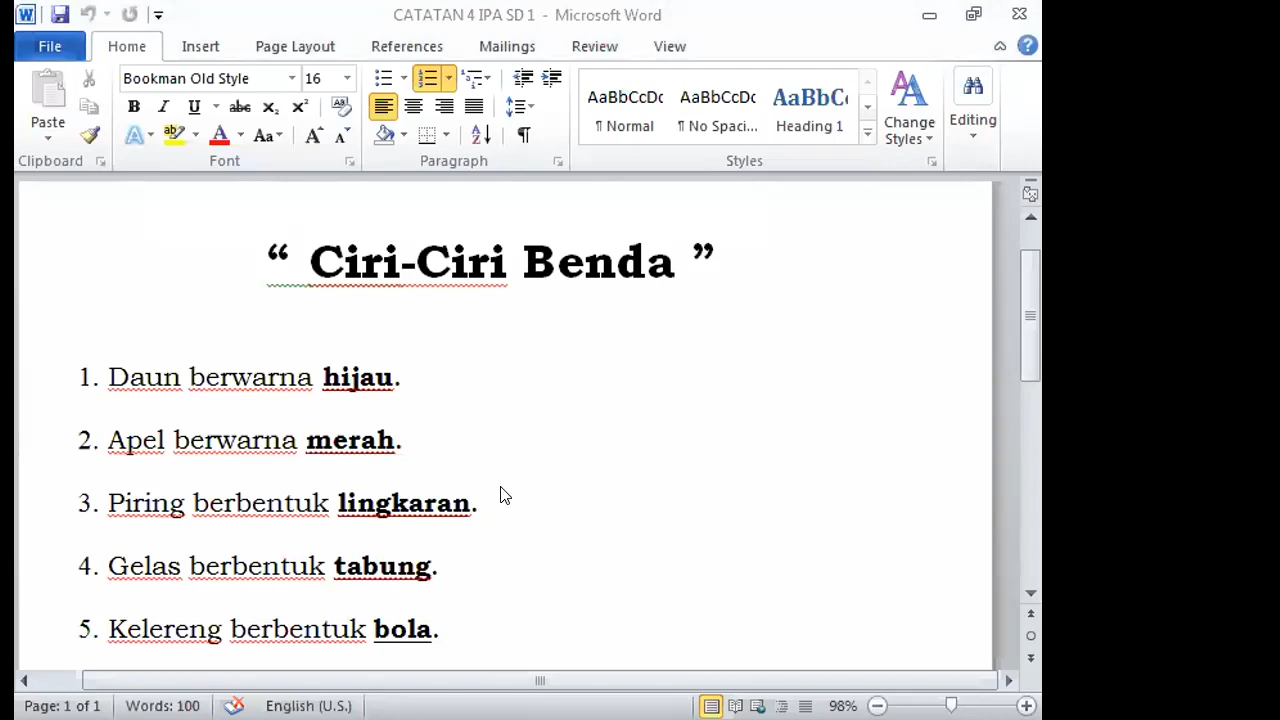 CATATAN 4 IPA SD 1 - Microsoft Word
File Home Insert Page Layout References Mailings Review View
Bookman Old Style 16
AaBbCcDc AaBbCcDc AaBbC
¶ Normal ¶ No Spaci... Heading 1
Paste
Change Styles
Editing
Clipboard Font Paragraph Styles
“ Ciri-Ciri Benda ”
1. Daun berwarna hijau.
2. Apel berwarna merah.
3. Piring berbentuk lingkaran.
4. Gelas berbentuk tabung.
5. Kelereng berbentuk bola.
Page: 1 of 1 Words: 100 English (U.S.) 98%